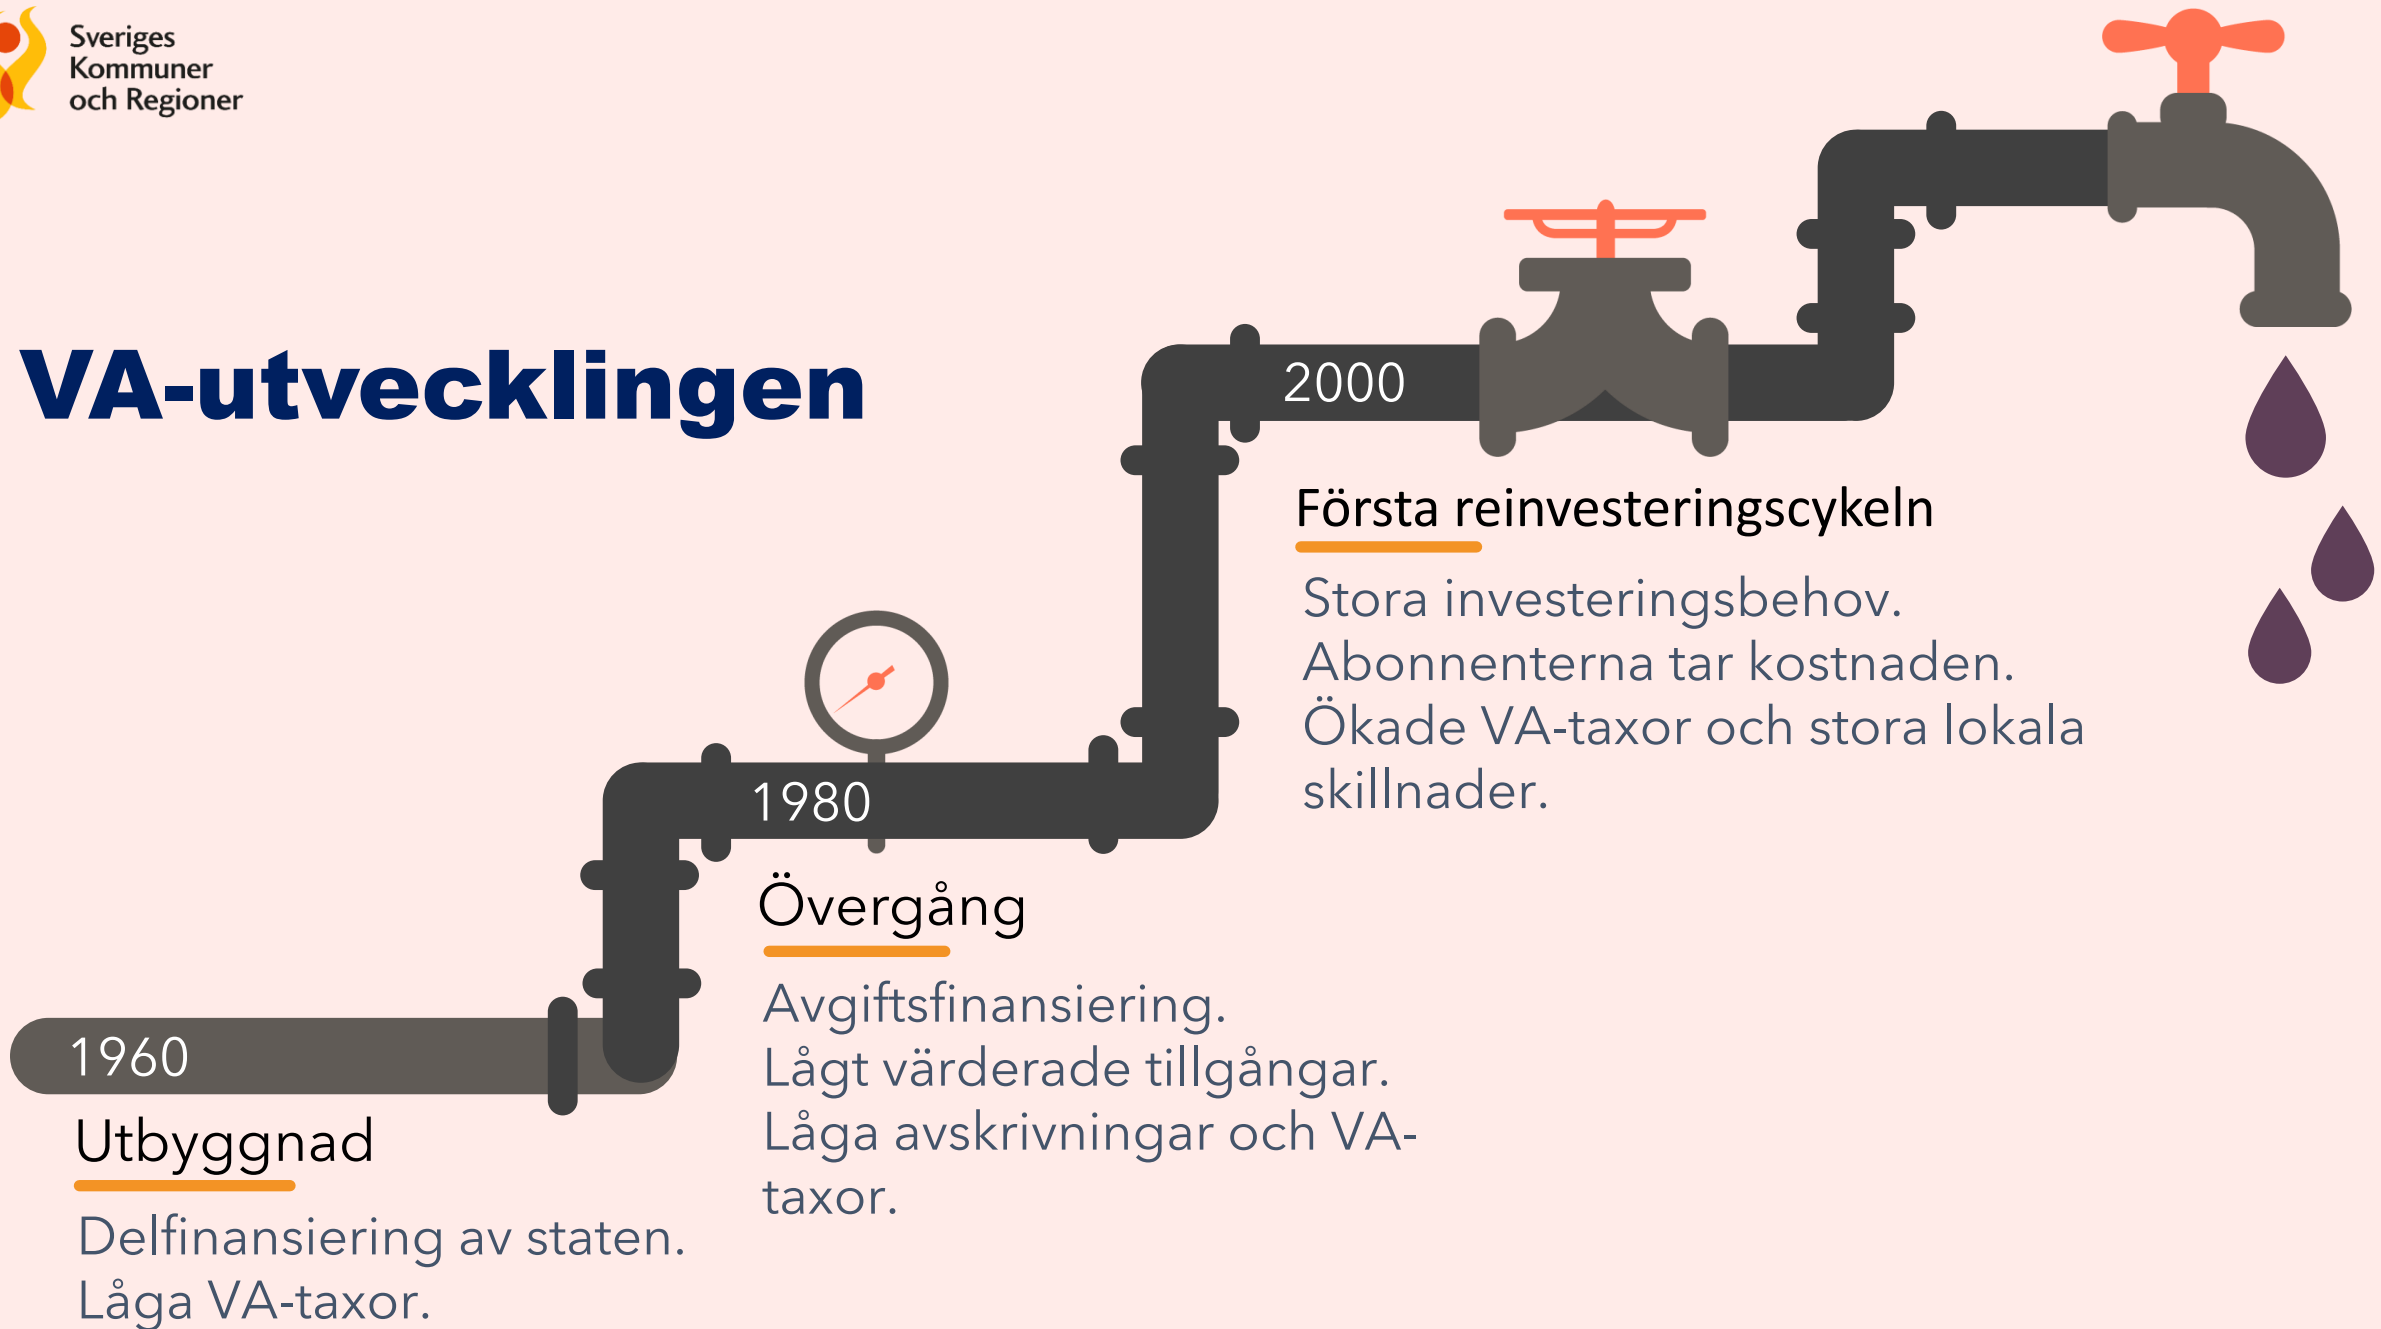 Sveriges
Kommuner
och Regioner
VA-utvecklingen
1960
Utbyggnad
Delfinansiering av staten.
Låga VA-taxor.
1980
Övergång
Avgiftsfinansiering.
Lågt värderade tillgångar.
Låga avskrivningar och VA-
taxor.
2000
Första reinvesteringscykeln
Stora investeringsbehov.
Abonnenterna tar kostnaden.
Ökade VA-taxor och stora lokala
skillnader.